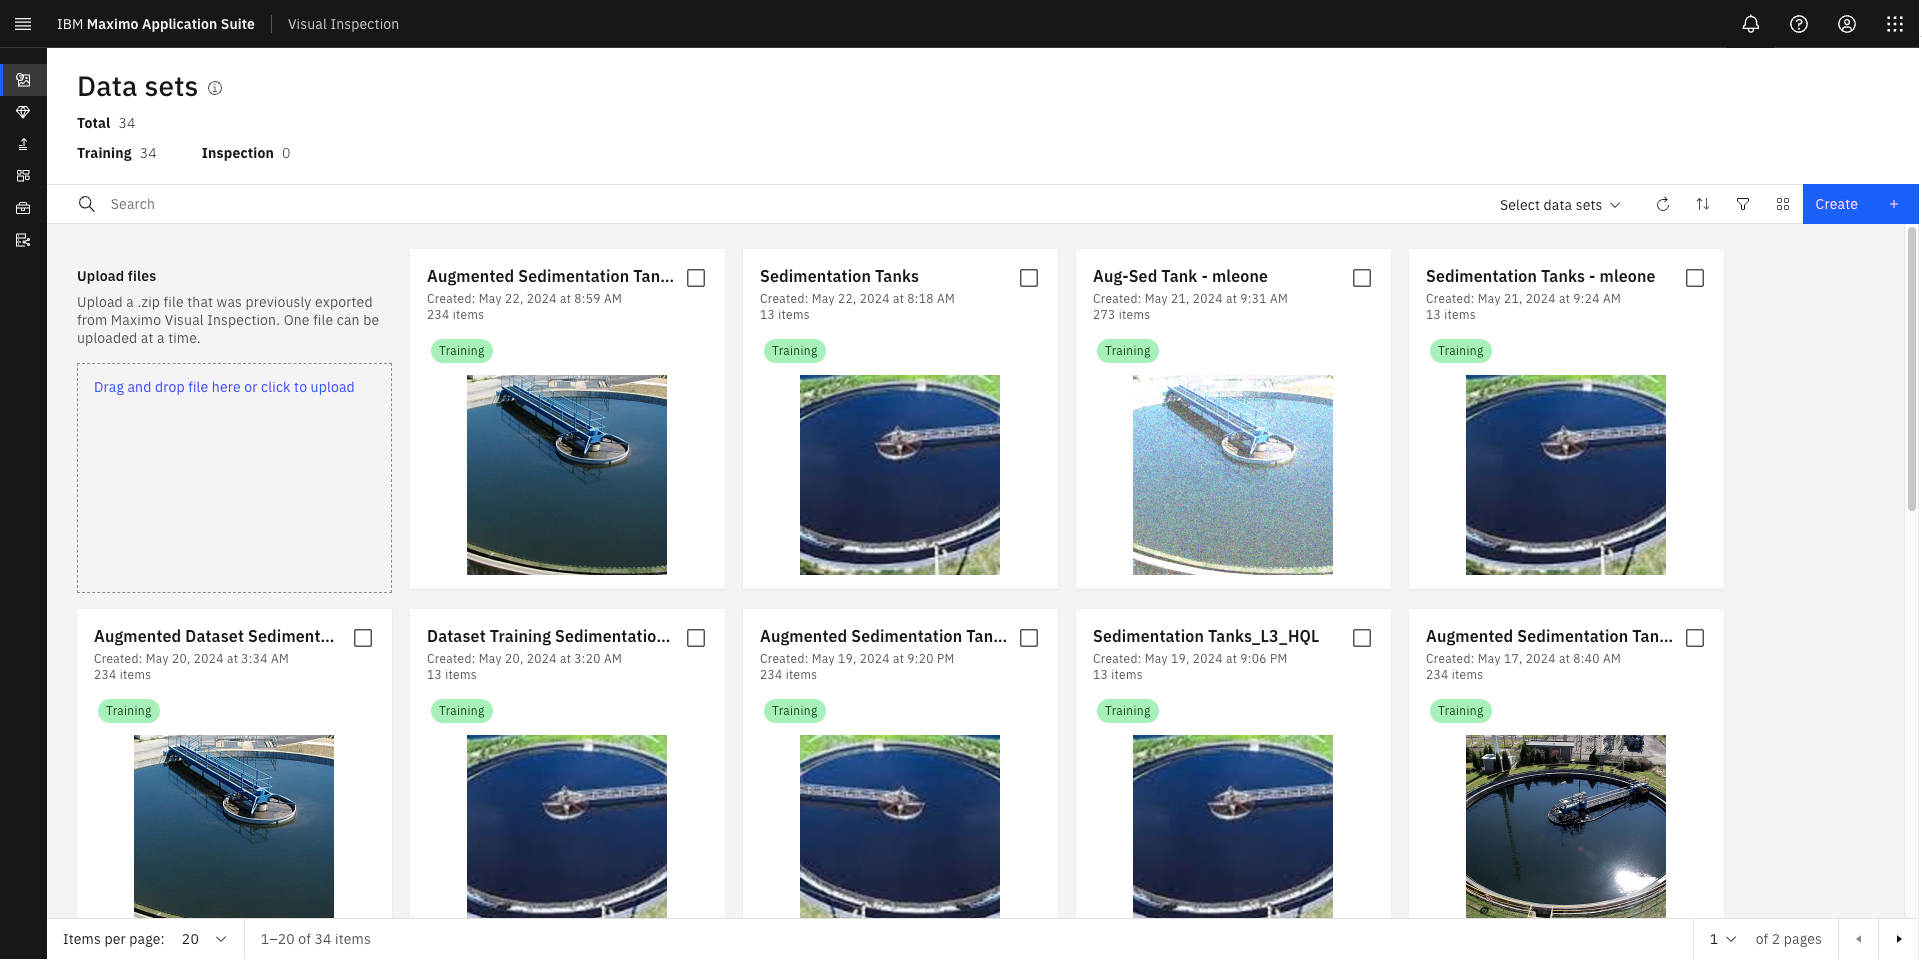 IBM Maximo Application Suite
Visual Inspection
Data sets
Total 34
Training 34 Inspection 0
Search
Select data sets
Create
Upload files
Upload a .zip file that was previously exported
from Maximo Visual Inspection. One file can be
uploaded at a time.
Drag and drop file here or click to upload
Augmented Sedimentation Tan...
Created: May 22, 2024 at 8:59 AM
234 items
Training
Sedimentation Tanks
Created: May 22, 2024 at 8:18 AM
13 items
Training
Aug-Sed Tank - mleone
Created: May 21, 2024 at 9:31 AM
273 items
Training
Sedimentation Tanks - mleone
Created: May 21, 2024 at 9:24 AM
13 items
Training
Augmented Dataset Sediment...
Created: May 20, 2024 at 3:34 AM
234 items
Training
Dataset Training Sedimentatio...
Created: May 20, 2024 at 3:20 AM
13 items
Training
Augmented Sedimentation Tan...
Created: May 19, 2024 at 9:20 PM
234 items
Training
Sedimentation Tanks_L3_HQL
Created: May 19, 2024 at 9:06 PM
13 items
Training
Augmented Sedimentation Tan...
Created: May 17, 2024 at 8:40 AM
234 items
Training
Items per page: 20
1–20 of 34 items
1 of 2 pages